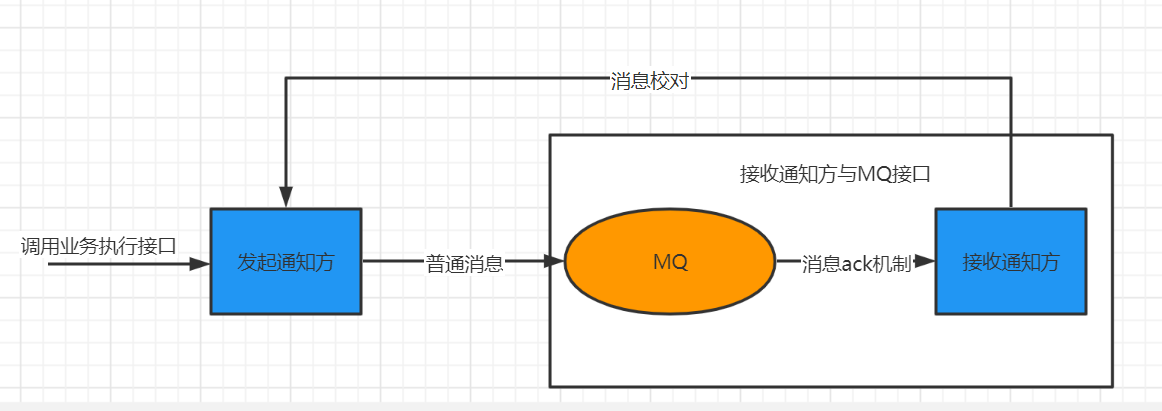 消息校对
接收通知方与MQ接口
调用业务执行接口
发起通知方
普通消息
MQ
消息ack机制
接收通知方